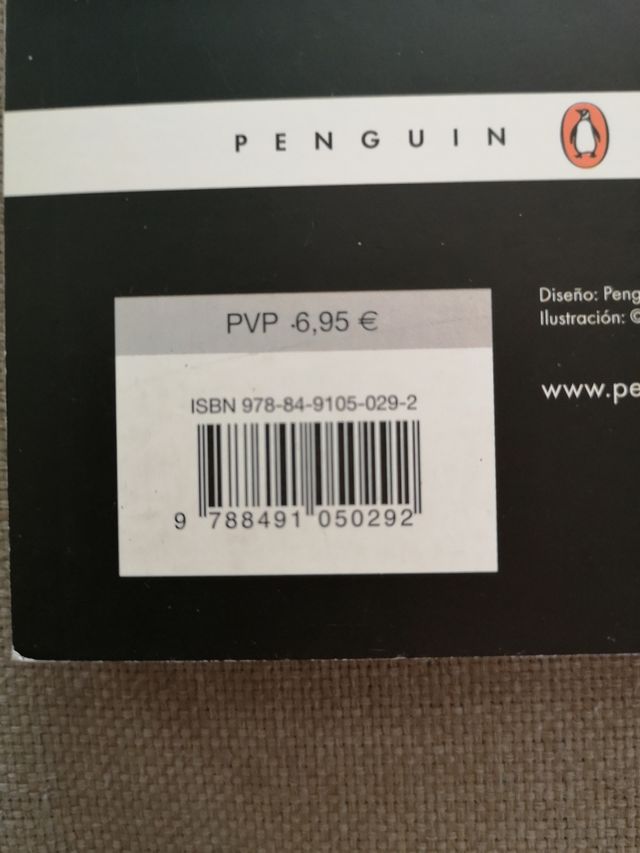 PENGUIN
PVP 6,95 €
Diseño: Peng
Ilustración: ©
www.pe
ISBN 978-84-9105-029-2
9 788491 050292